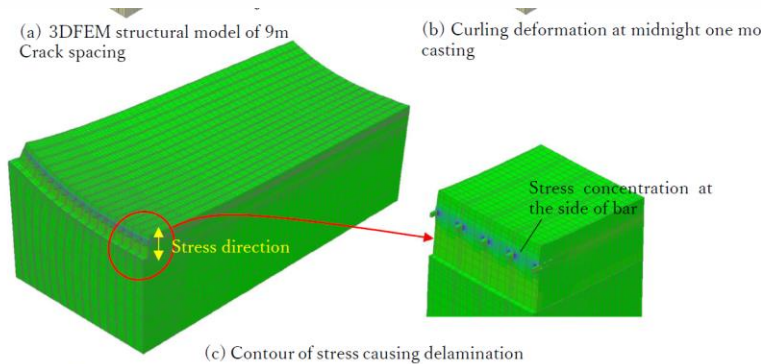 (a) 3DFEM structural model of 9m
Crack spacing
(b) Curling deformation at midnight one mo
casting
Stress concentration at
the side of bar
Stress direction
(c) Contour of stress causing delamination